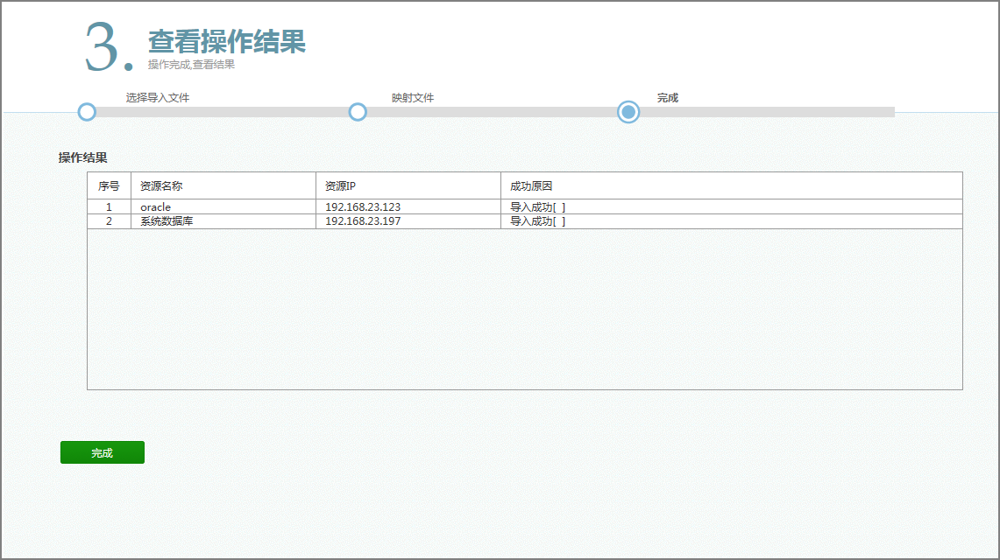 3. 查看操作结果
操作完成,查看结果
选择导入文件 映射文件 完成
操作结果
序号 资源名称 资源IP 成功原因
1 oracle 192.168.23.123 导入成功[ ]
2 系统数据库 192.168.23.197 导入成功[ ]
完成